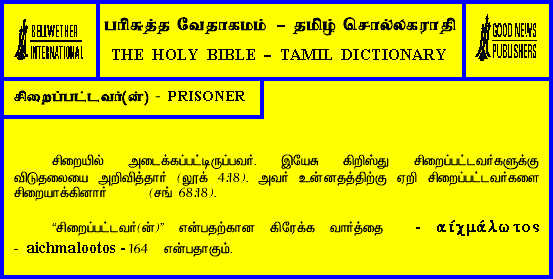 BELLWETHER
INTERNATIONAL
பரிசுத்த வேதாகமம் – தமிழ் சொல்லகராதி
THE HOLY BIBLE – TAMIL DICTIONARY
GOOD NEWS
PUBLISHERS
சிறைப்பட்டவர்(ன்) - PRISONER
சிறையில் அடைக்கப்பட்டிருப்பவர். இயேசு கிறிஸ்து சிறைப்பட்டவர்களுக்கு
விடுதலையை அறிவித்தார் (லூக் 4:18). அவர் உன்னதத்திற்கு ஏறி சிறைப்பட்டவர்களை
சிறையாக்கினார் (சங் 68:18).
“சிறைப்பட்டவர்(ன்)” என்பதற்கான கிரேக்க வார்த்தை - αίχμάλωτος
- aichmalootos - 164 என்பதாகும்.